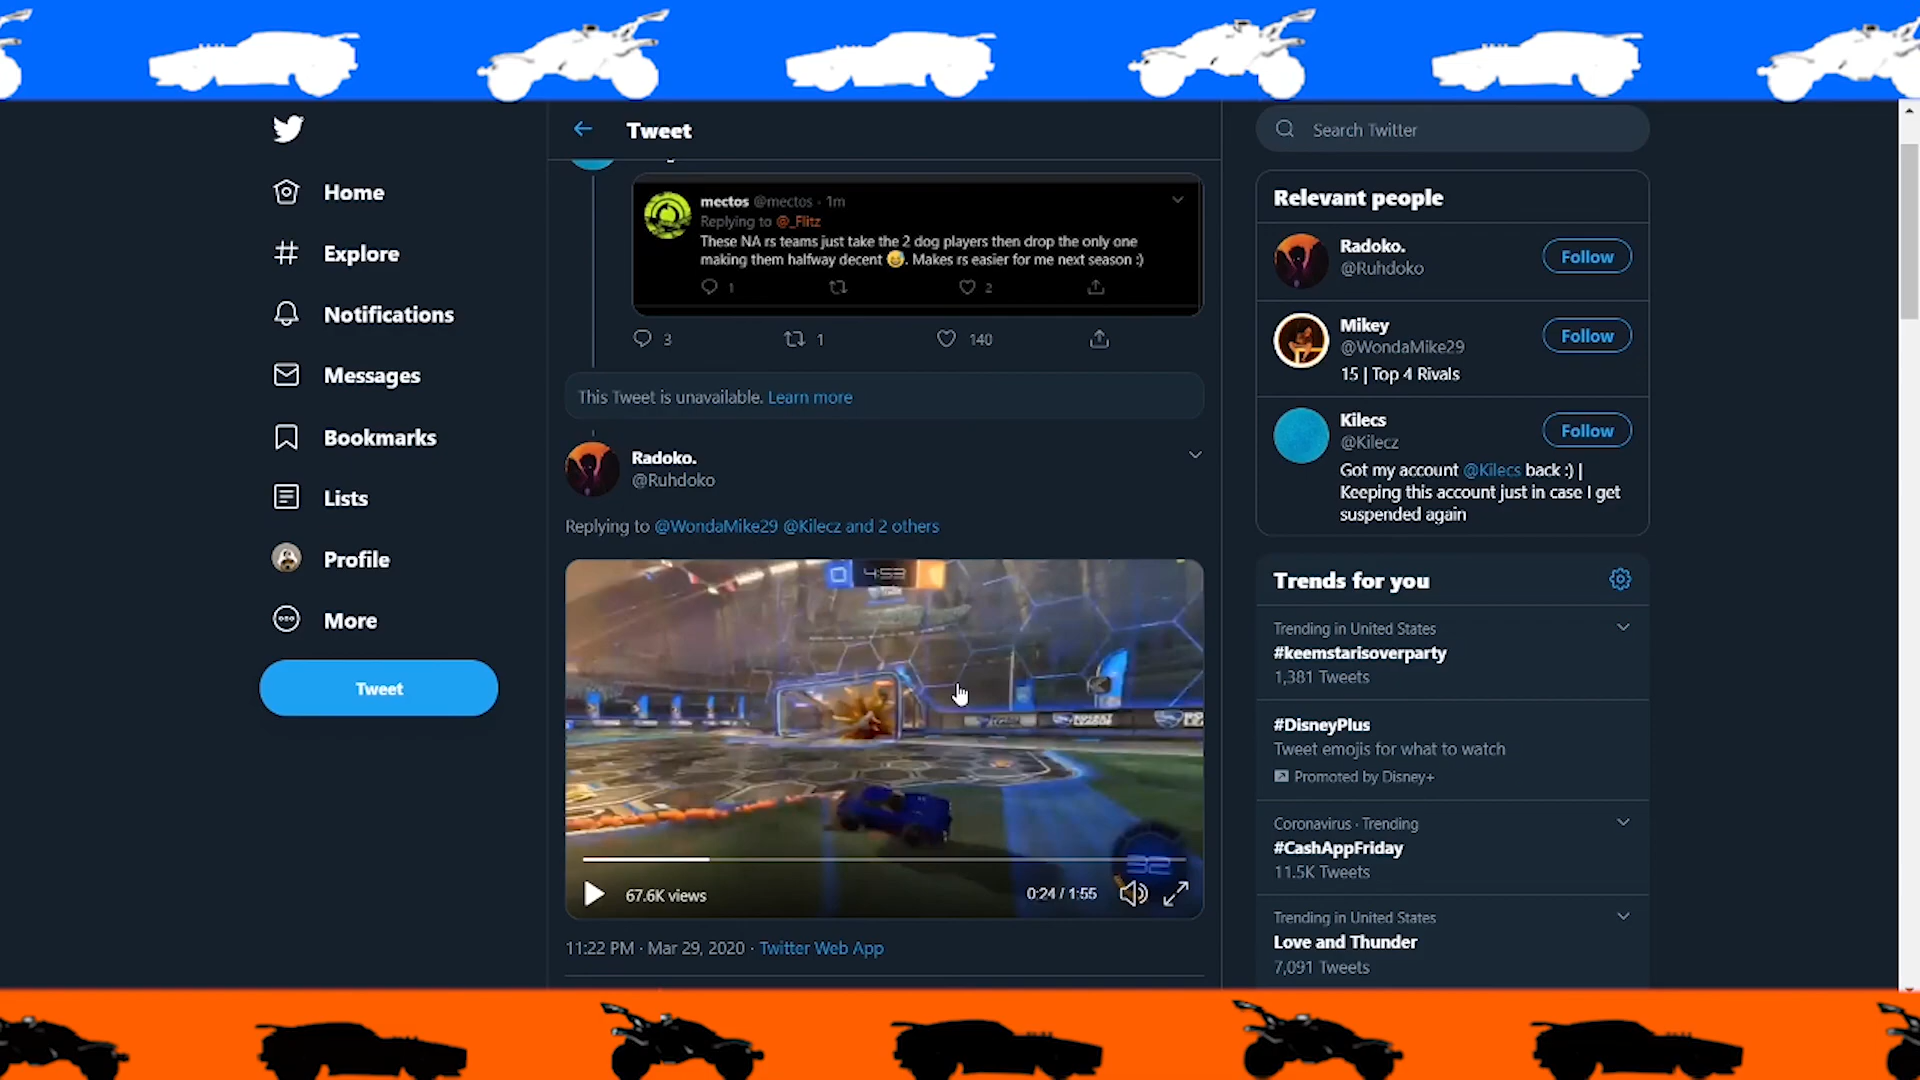 Home
Explore
Notifications
Messages
Bookmarks
Lists
Profile
More
Tweet
Tweet
mectos @mectos · 1m
Replying to @_Flitz
These NA rs teams just take the 2 dog players then drop the only one
making them halfway decent 😅. Makes rs easier for me next season :)
1
2
3
1
140
This Tweet is unavailable. Learn more
Radoko.
@Ruhdoko
Replying to @WondaMike29 @Kilecz and 2 others
0 4:53
32
67.6K views
0:24 / 1:55
11:22 PM · Mar 29, 2020 · Twitter Web App
Search Twitter
Relevant people
Radoko.
@Ruhdoko
Follow
Mikey
@WondaMike29
Follow
15 | Top 4 Rivals
Kilecs
@Kilecz
Follow
Got my account @Kilecs back :) |
Keeping this account just in case I get
suspended again
Trends for you
Trending in United States
#keemstarisoverparty
1,381 Tweets
#DisneyPlus
Tweet emojis for what to watch
Promoted by Disney+
Coronavirus · Trending
#CashAppFriday
11.5K Tweets
Trending in United States
Love and Thunder
7,091 Tweets